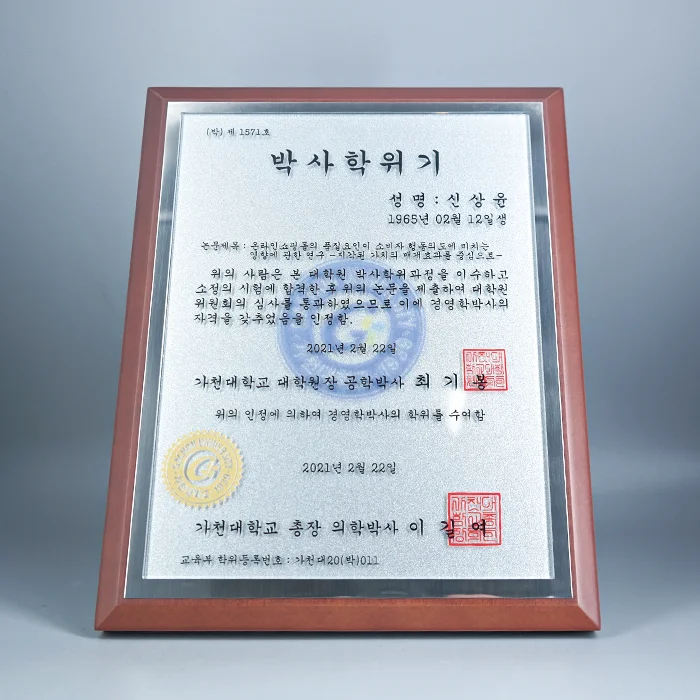 (박) 제 1571호
박사학위기
성 명 : 신상윤
1965년 02월 12일생
논문제목 : 온라인쇼핑몰의 품질요인이 소비자 행동의도에 미치는
영향에 관한 연구 -지각된 가치의 매개효과를 중심으로-
위의 사람은 본 대학원 박사학위과정을 이수하고
소정의 시험에 합격한 후 위의 논문을 제출하여 대학원
위원회의 심사를 통과하였으므로 이에 경영학박사의
자격을 갖추었음을 인정함.
2021년 2월 22일
가천대학교 대학원장 공학박사 최기봉
위의 인정에 의하여 경영학박사의 학위를 수여함
2021년 2월 22일
가천대학교 총장 의학박사 이길여
교육부 학위등록번호 : 가천대20(박)011